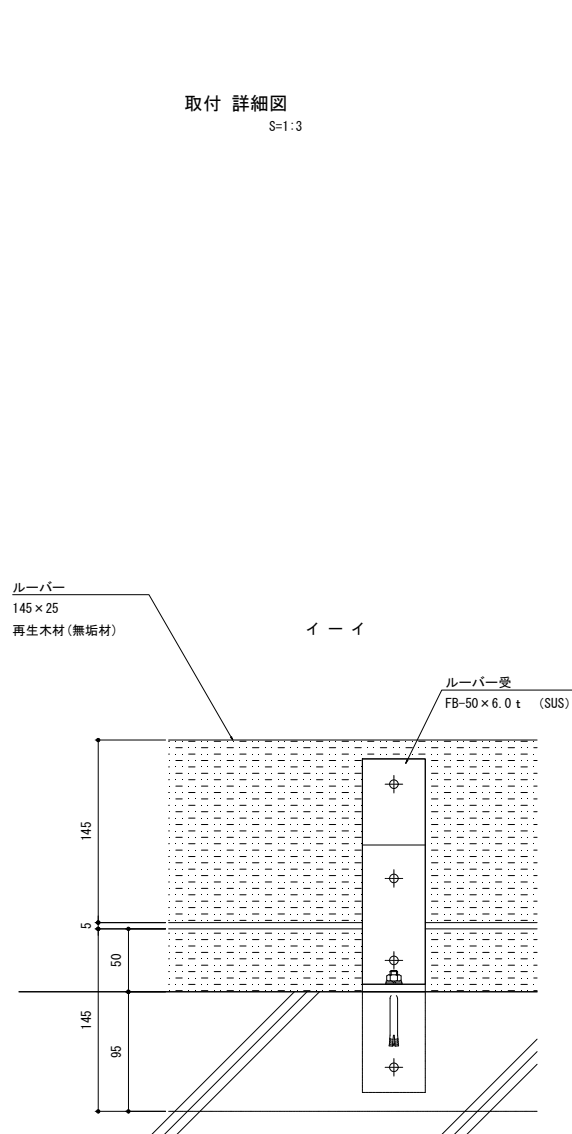 取付 詳細図
S=1:3
ルーバー
145×25
再生木材(無垢材)
イ ー イ
ルーバー受
FB-50×6.0ｔ (SUS)
145
5
50
145
95